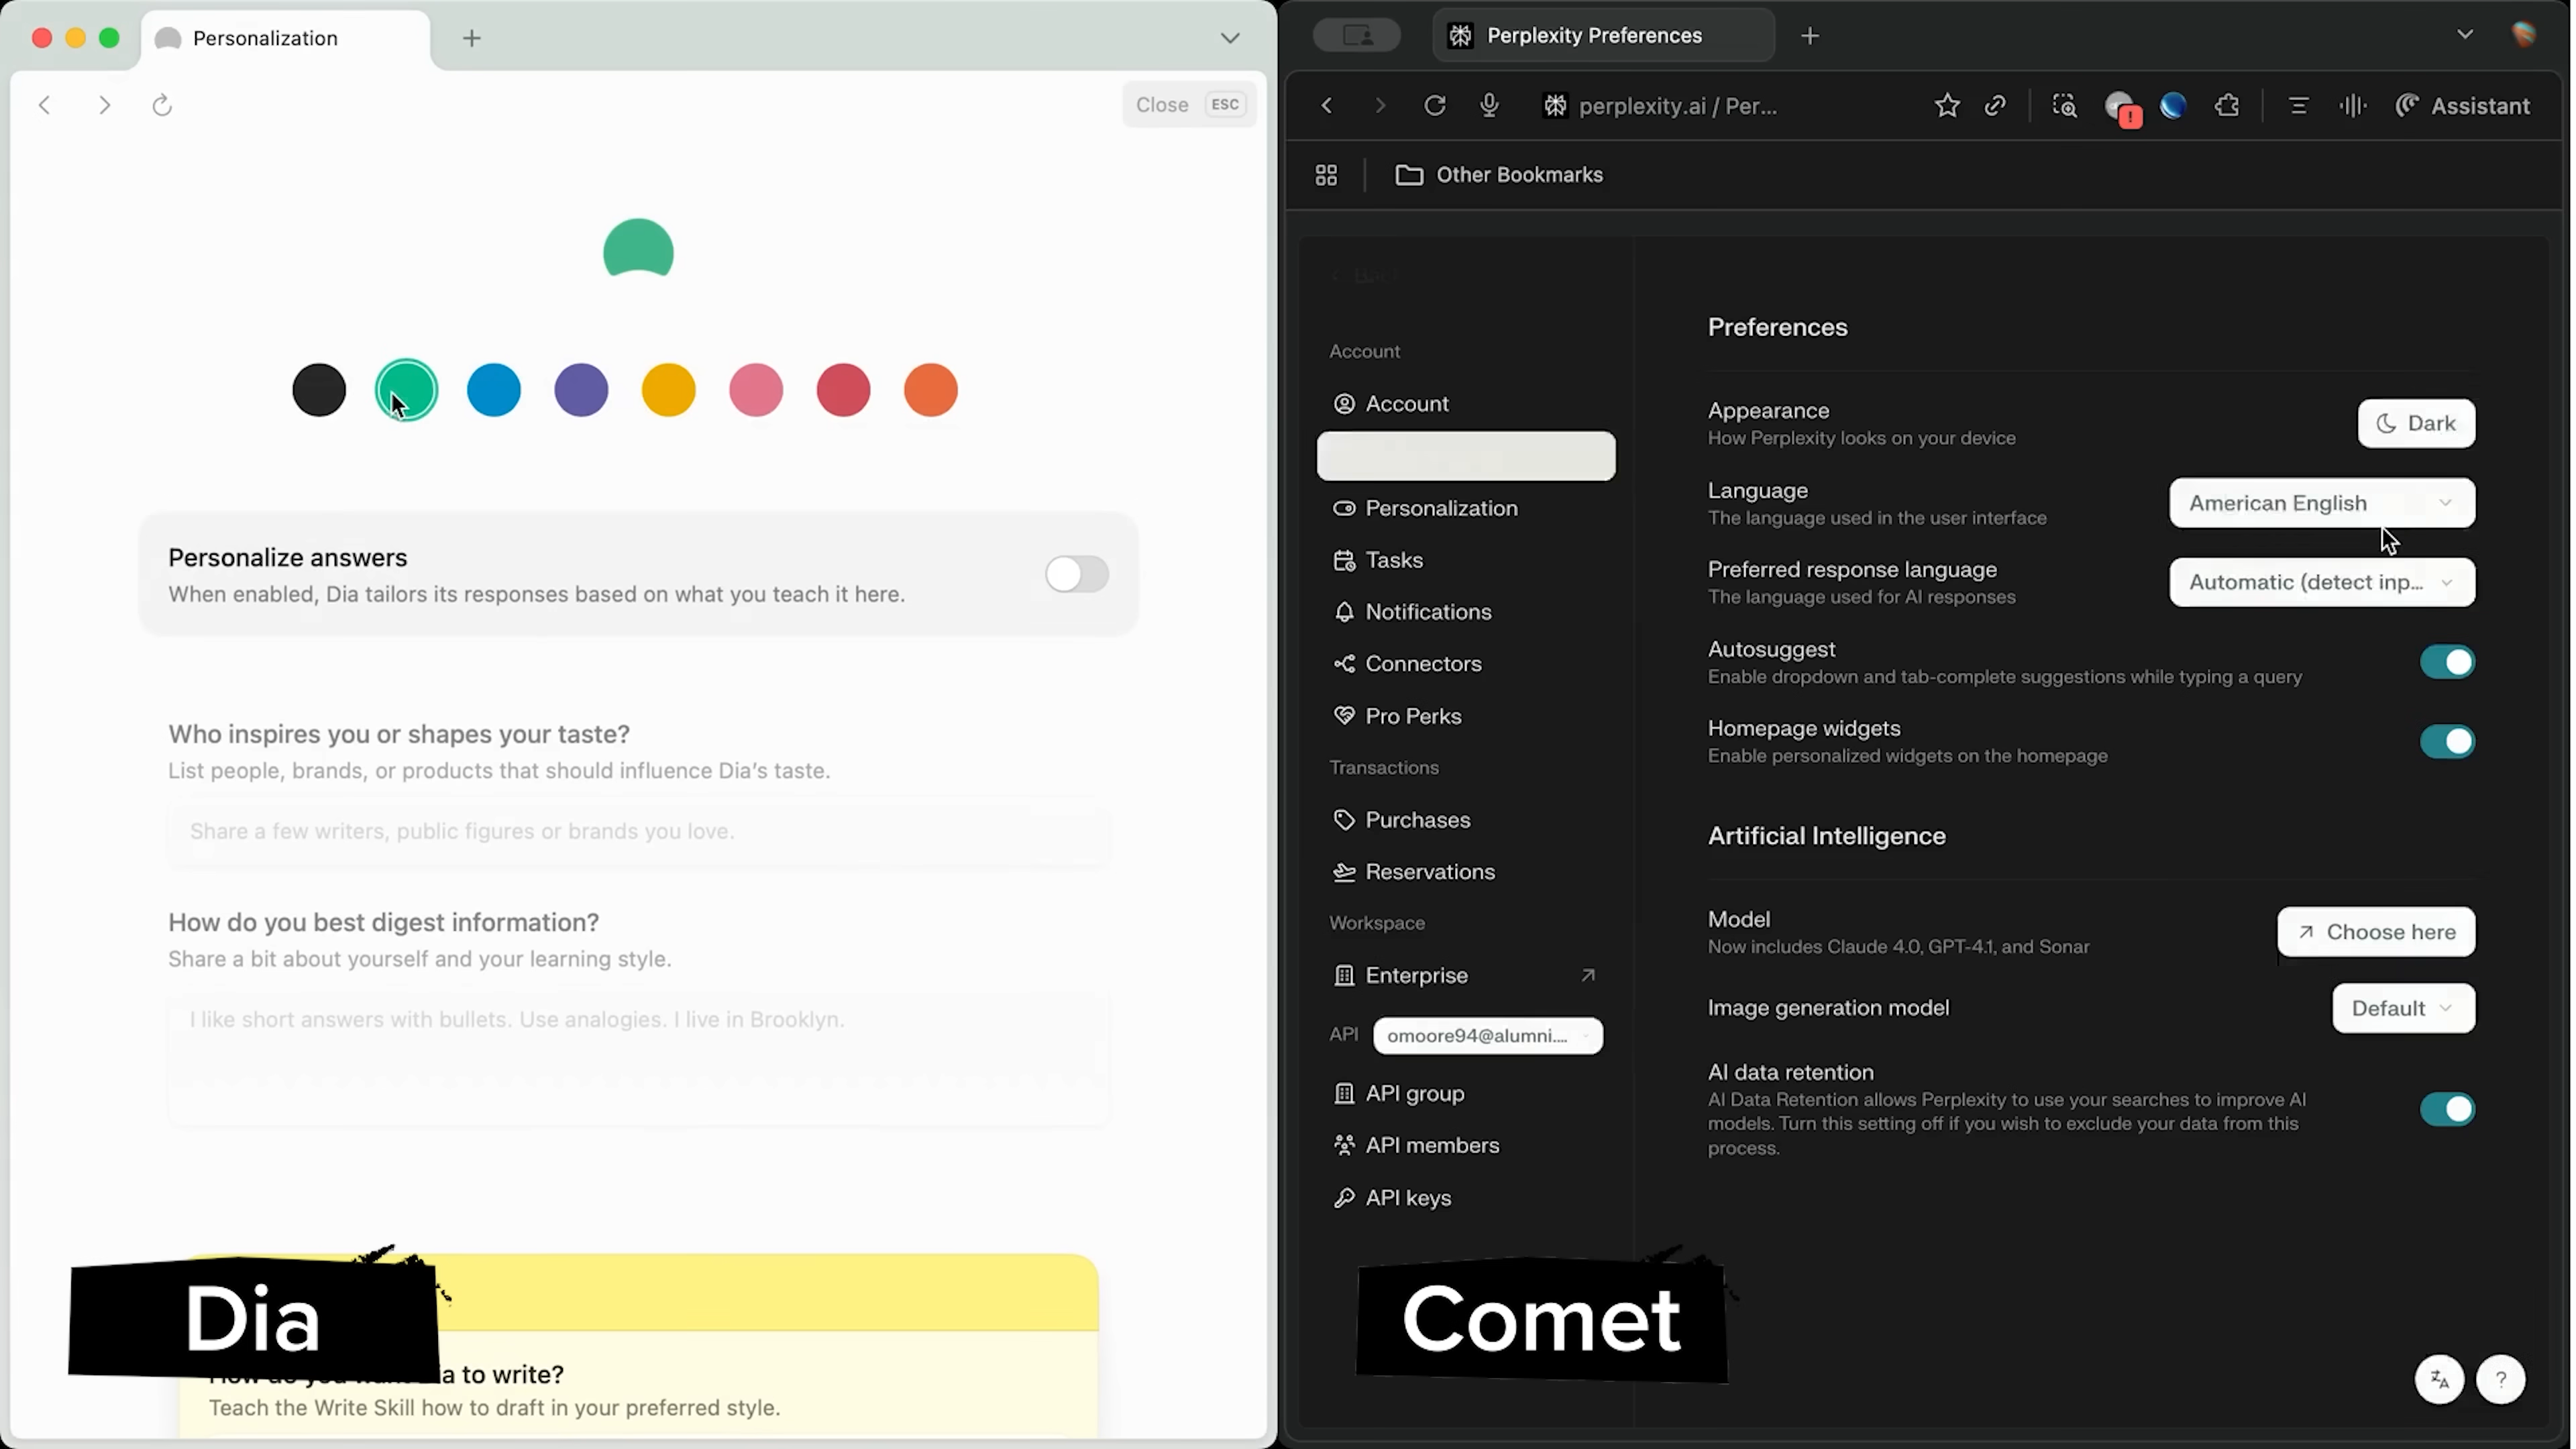 Personalization
Close ESC
Personalize answers
When enabled, Dia tailors its responses based on what you teach it here.
Who inspires you or shapes your taste?
List people, brands, or products that should influence Dia’s taste.
Share a few writers, public figures or brands you love.
How do you best digest information?
Share a bit about yourself and your learning style.
I like short answers with bullets. Use analogies. I live in Brooklyn.
Dia
to write?
Teach the Write Skill how to draft in your preferred style.
Perplexity Preferences
perplexity.ai / Per...
Assistant
Other Bookmarks
Account
Account
Personalization
Tasks
Notifications
Connectors
Pro Perks
Transactions
Purchases
Reservations
Workspace
Enterprise
API omoore94@alumni....
API group
API members
API keys
Preferences
Appearance
How Perplexity looks on your device
Dark
Language
The language used in the user interface
American English
Preferred response language
The language used for AI responses
Automatic (detect inp...
Autosuggest
Enable dropdown and tab-complete suggestions while typing a query
Homepage widgets
Enable personalized widgets on the homepage
Artificial Intelligence
Model
Now includes Claude 4.0, GPT-4.1, and Sonar
Choose here
Image generation model
Default
AI data retention
AI Data Retention allows Perplexity to use your searches to improve AI
models. Turn this setting off if you wish to exclude your data from this
process.
Comet